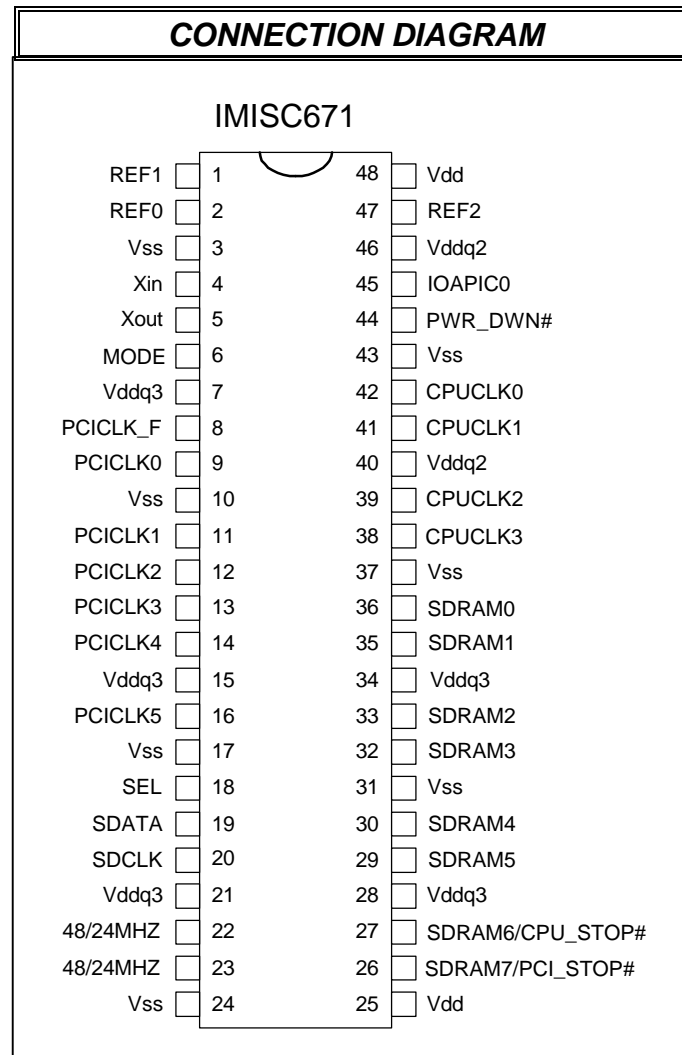 CONNECTION DIAGRAM
IMISC671
REF1 1 48 Vdd
REF0 2 47 REF2
Vss 3 46 Vddq2
Xin 4 45 IOAPIC0
Xout 5 44 PWR_DWN#
MODE 6 43 Vss
Vddq3 7 42 CPUCLK0
PCICLK_F 8 41 CPUCLK1
PCICLK0 9 40 Vddq2
Vss 10 39 CPUCLK2
PCICLK1 11 38 CPUCLK3
PCICLK2 12 37 Vss
PCICLK3 13 36 SDRAM0
PCICLK4 14 35 SDRAM1
Vddq3 15 34 Vddq3
PCICLK5 16 33 SDRAM2
Vss 17 32 SDRAM3
SEL 18 31 Vss
SDATA 19 30 SDRAM4
SDCLK 20 29 SDRAM5
Vddq3 21 28 Vddq3
48/24MHZ 22 27 SDRAM6/CPU_STOP#
48/24MHZ 23 26 SDRAM7/PCI_STOP#
Vss 24 25 Vdd